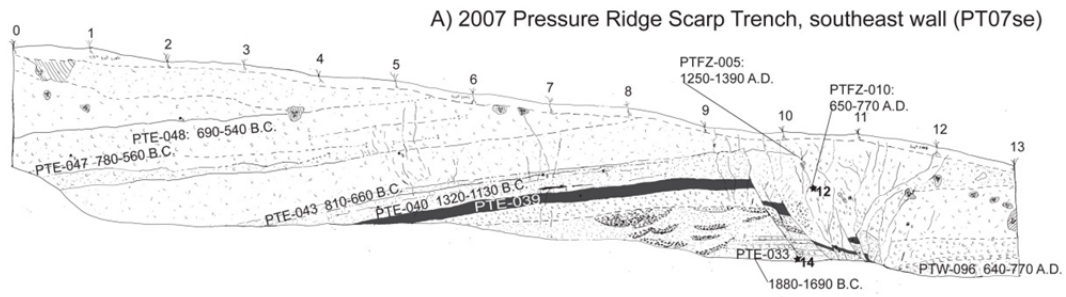 A) 2007 Pressure Ridge Scarp Trench, southeast wall (PT07se)
0
1
2
3
4
5
6
7
8
9
10
11
12
13
PTFZ-005:
1250-1390 A.D.
PTFZ-010:
650-770 A.D.
PTE-048: 690-540 B.C.
PTE-047 780-560 B.C.
PTE-043 810-660 B.C.
PTE-040 1320-1130 B.C.
PTE-039
12
PTE-033
14
1880-1690 B.C.
PTW-096 640-770 A.D.